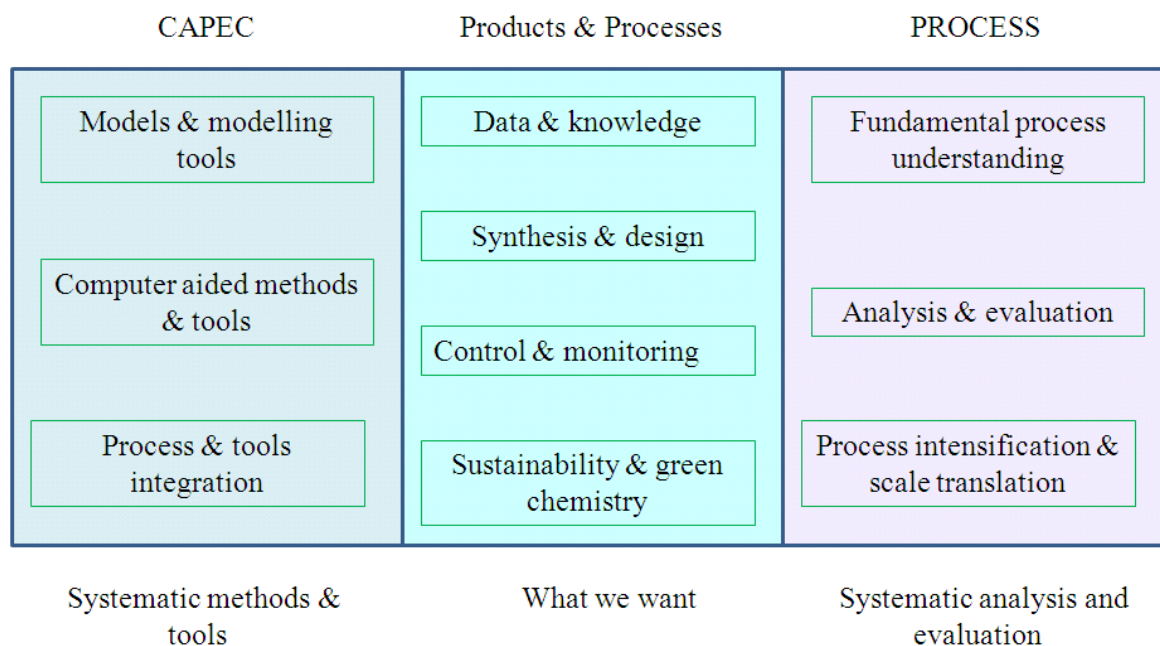 CAPEC
Products & Processes
PROCESS
Models & modelling
tools
Computer aided methods
& tools
Process & tools
integration
Data & knowledge
Synthesis & design
Control & monitoring
Sustainability & green
chemistry
Fundamental process
understanding
Analysis & evaluation
Process intensification &
scale translation
Systematic methods &
tools
What we want
Systematic analysis and
evaluation